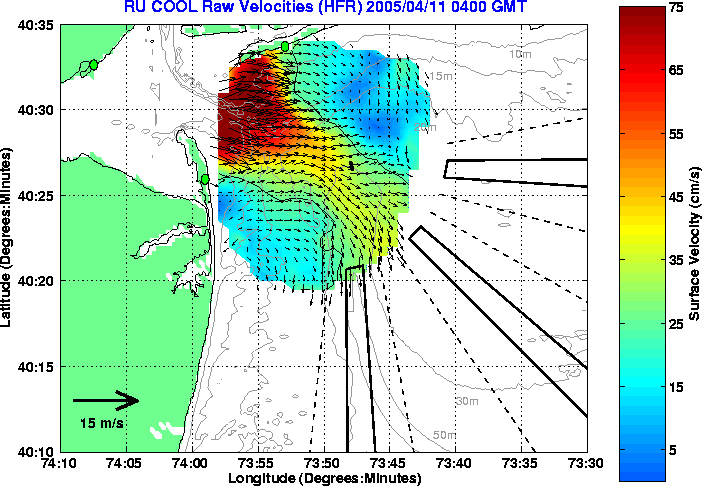 RU COOL Raw Velocities (HFR) 2005/04/11 0400 GMT
40:35
40:30
40:25
40:20
40:15
40:10
Latitude (Degrees:Minutes)
10m
15m
30m
50m
15 m/s
74:10 74:05 74:00 73:55 73:50 73:45 73:40 73:35 73:30
Longitude (Degrees:Minutes)
75
65
55
45
35
25
15
5
Surface Velocity (cm/s)